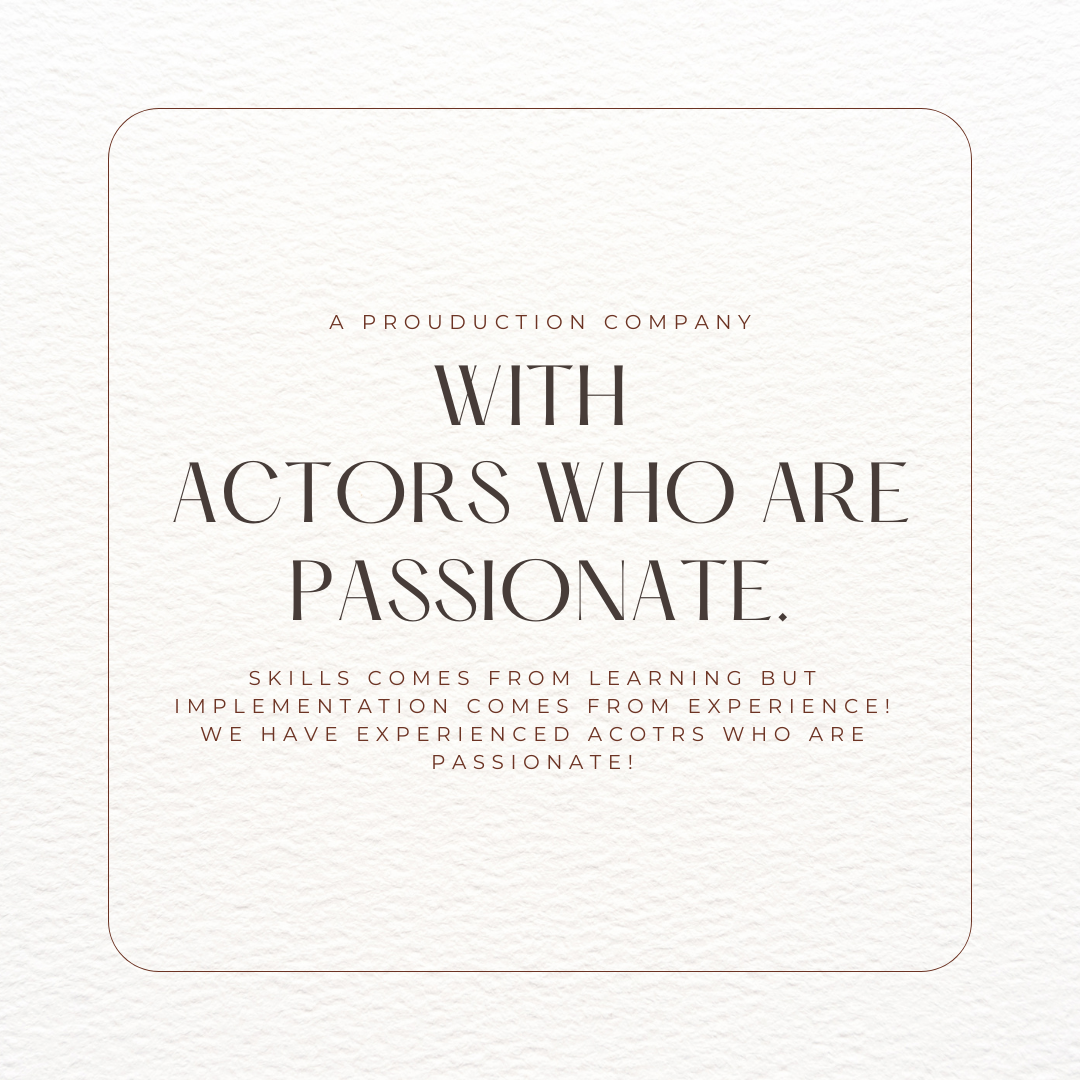 A PROUDUCTION COMPANY
WITH
ACTORS WHO ARE
PASSIONATE.
SKILLS COMES FROM LEARNING BUT
IMPLEMENTATION COMES FROM EXPERIENCE!
WE HAVE EXPERIENCED ACOTRS WHO ARE
PASSIONATE!